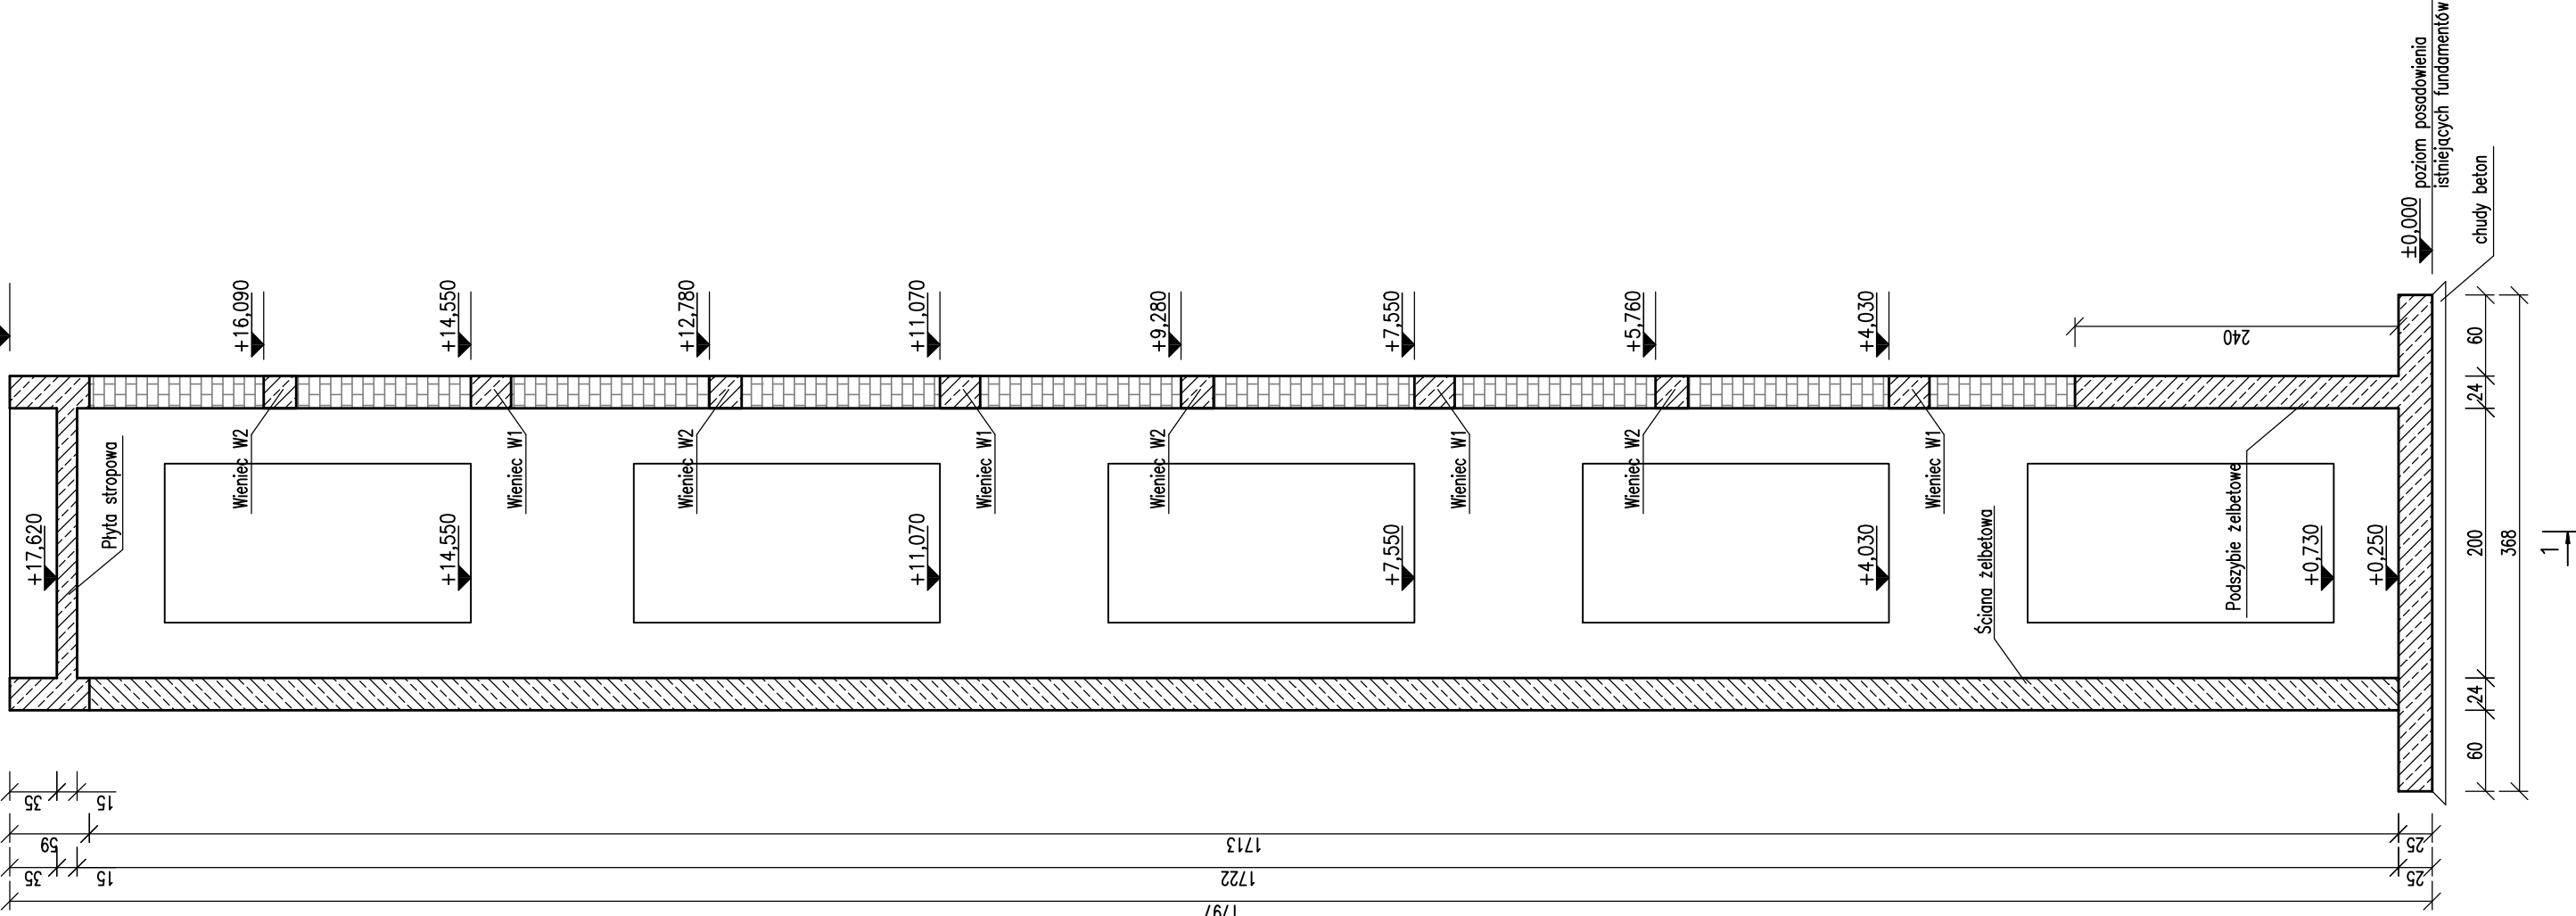 +16,090
+14,550
+12,780
+11,070
+9,280
+7,550
+5,760
+4,030
±0,000
poziom posadowienia
istniejących fundamentów
chudy beton
240
Wieniec W2
Wieniec W1
Wieniec W2
Wieniec W1
Wieniec W2
Wieniec W1
Wieniec W2
Wieniec W1
Płyta stropowa
+17,620
+14,550
+11,070
+7,550
+4,030
+0,730
+0,250
Ściana żelbetowa
Podszybie żelbetowe
60
24
200
24
60
368
1
35
15
59
1713
25
35
15
1722
25
1797